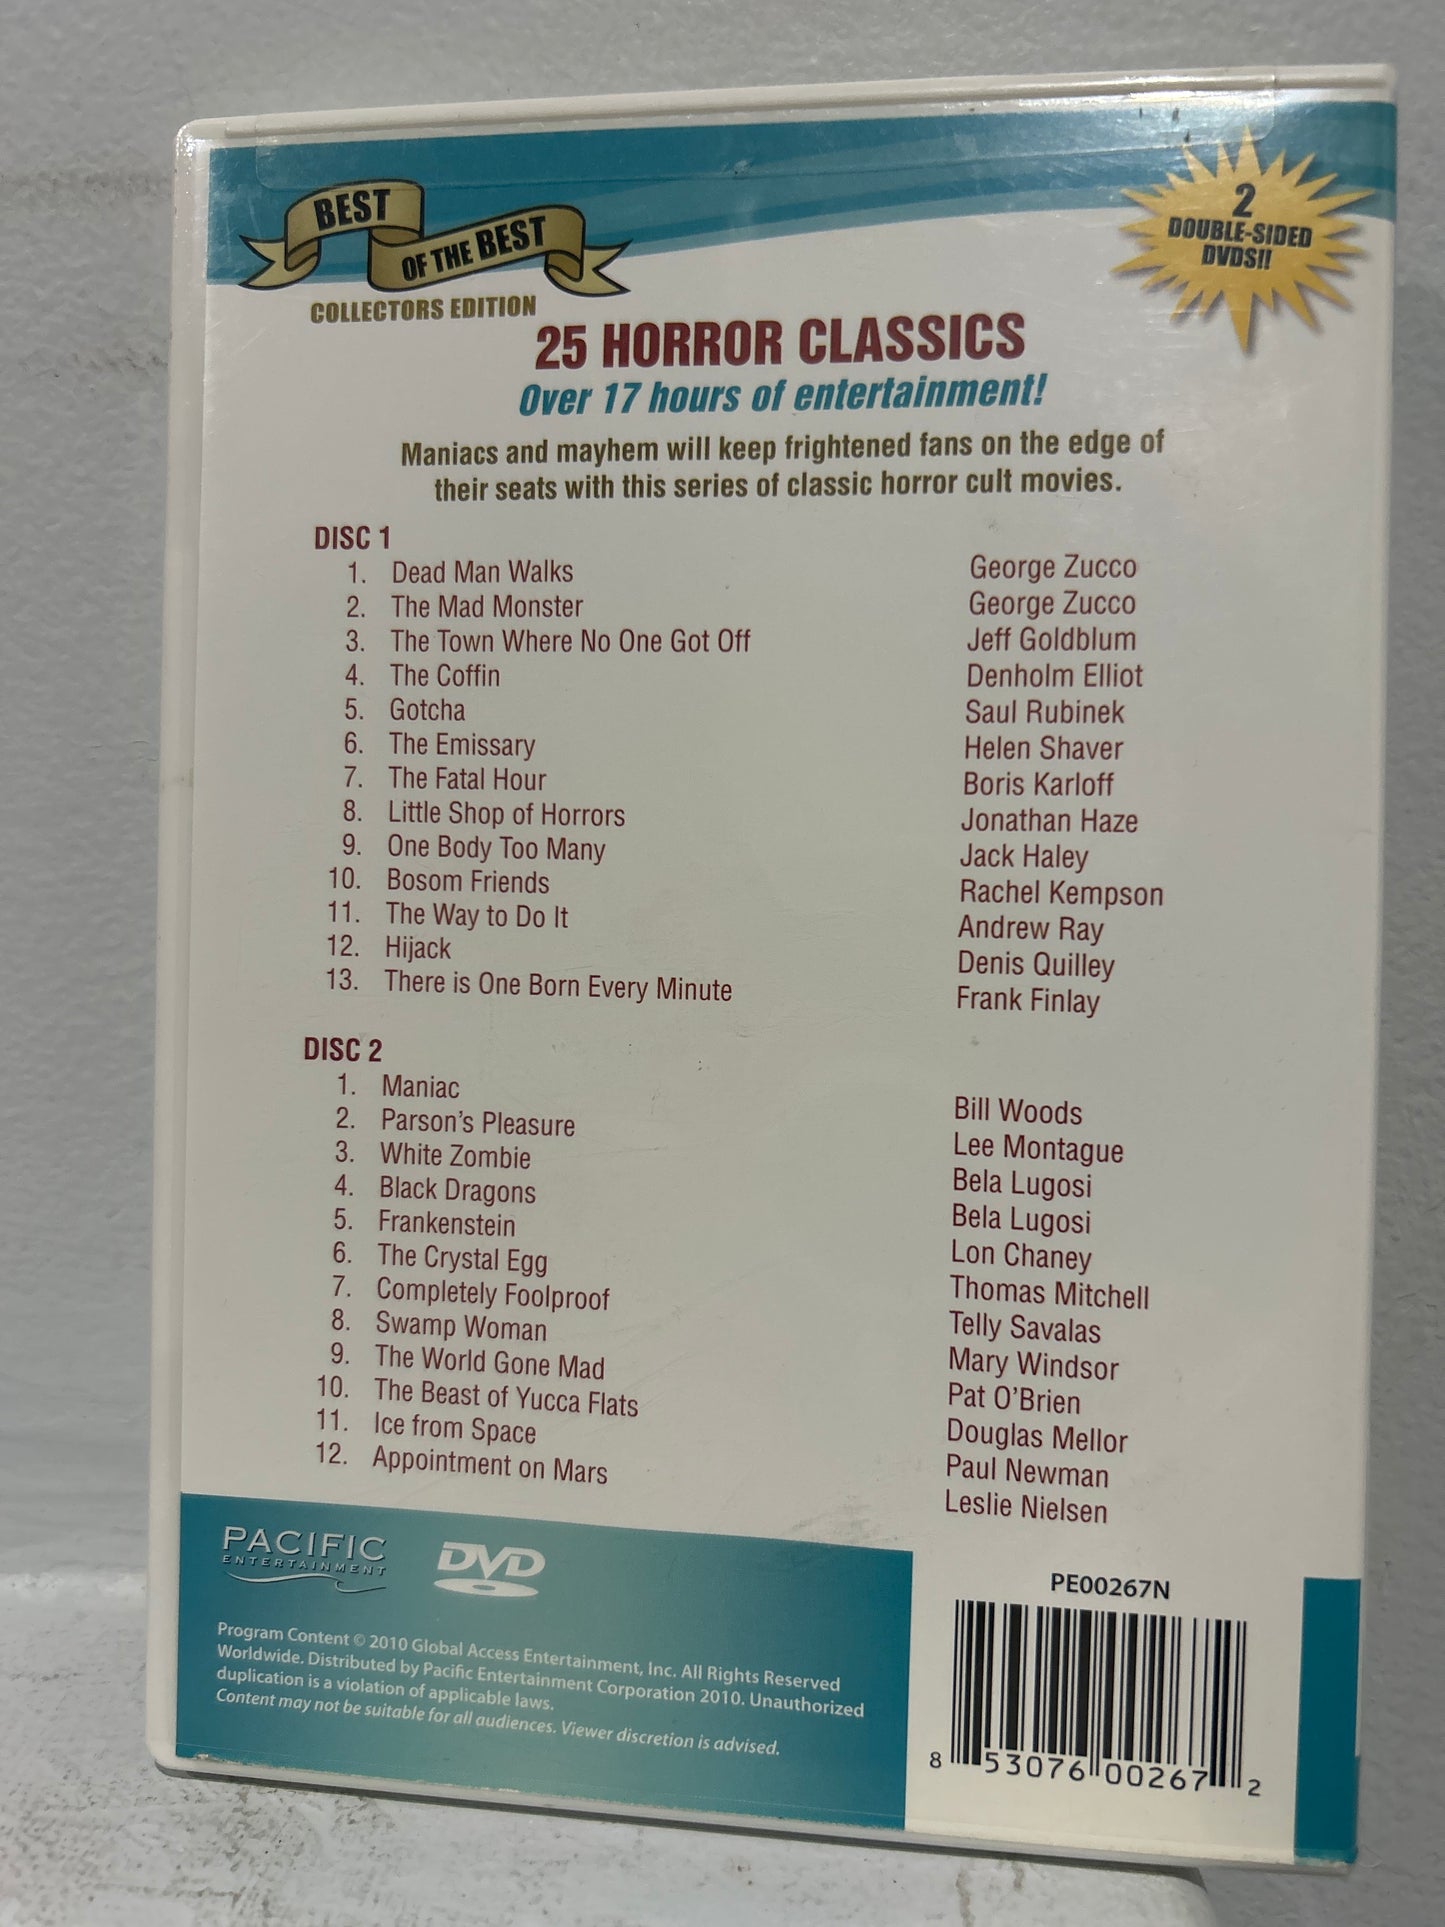 BEST
OF THE BEST
COLLECTORS EDITION
2
DOUBLE-SIDED
DVDS!!
25 HORROR CLASSICS
Over 17 hours of entertainment!
Maniacs and mayhem will keep frightened fans on the edge of
their seats with this series of classic horror cult movies.
DISC 1
1. Dead Man Walks George Zucco
2. The Mad Monster George Zucco
3. The Town Where No One Got Off Jeff Goldblum
4. The Coffin Denholm Elliot
5. Gotcha Saul Rubinek
6. The Emissary Helen Shaver
7. The Fatal Hour Boris Karloff
8. Little Shop of Horrors Jonathan Haze
9. One Body Too Many Jack Haley
10. Bosom Friends Rachel Kempson
11. The Way to Do It Andrew Ray
12. Hijack Denis Quilley
13. There is One Born Every Minute Frank Finlay
DISC 2
1. Maniac Bill Woods
2. Parson's Pleasure Lee Montague
3. White Zombie Bela Lugosi
4. Black Dragons Bela Lugosi
5. Frankenstein Lon Chaney
6. The Crystal Egg Thomas Mitchell
7. Completely Foolproof Telly Savalas
8. Swamp Woman Mary Windsor
9. The World Gone Mad Pat O'Brien
10. The Beast of Yucca Flats Douglas Mellor
11. Ice from Space Paul Newman
12. Appointment on Mars Leslie Nielsen
PACIFIC
ENTERTAINMENT
DVD
Program Content © 2010 Global Access Entertainment, Inc. All Rights Reserved
Worldwide. Distributed by Pacific Entertainment Corporation 2010. Unauthorized
duplication is a violation of applicable laws.
Content may not be suitable for all audiences. Viewer discretion is advised.
PE00267N
8 53076 00267 2